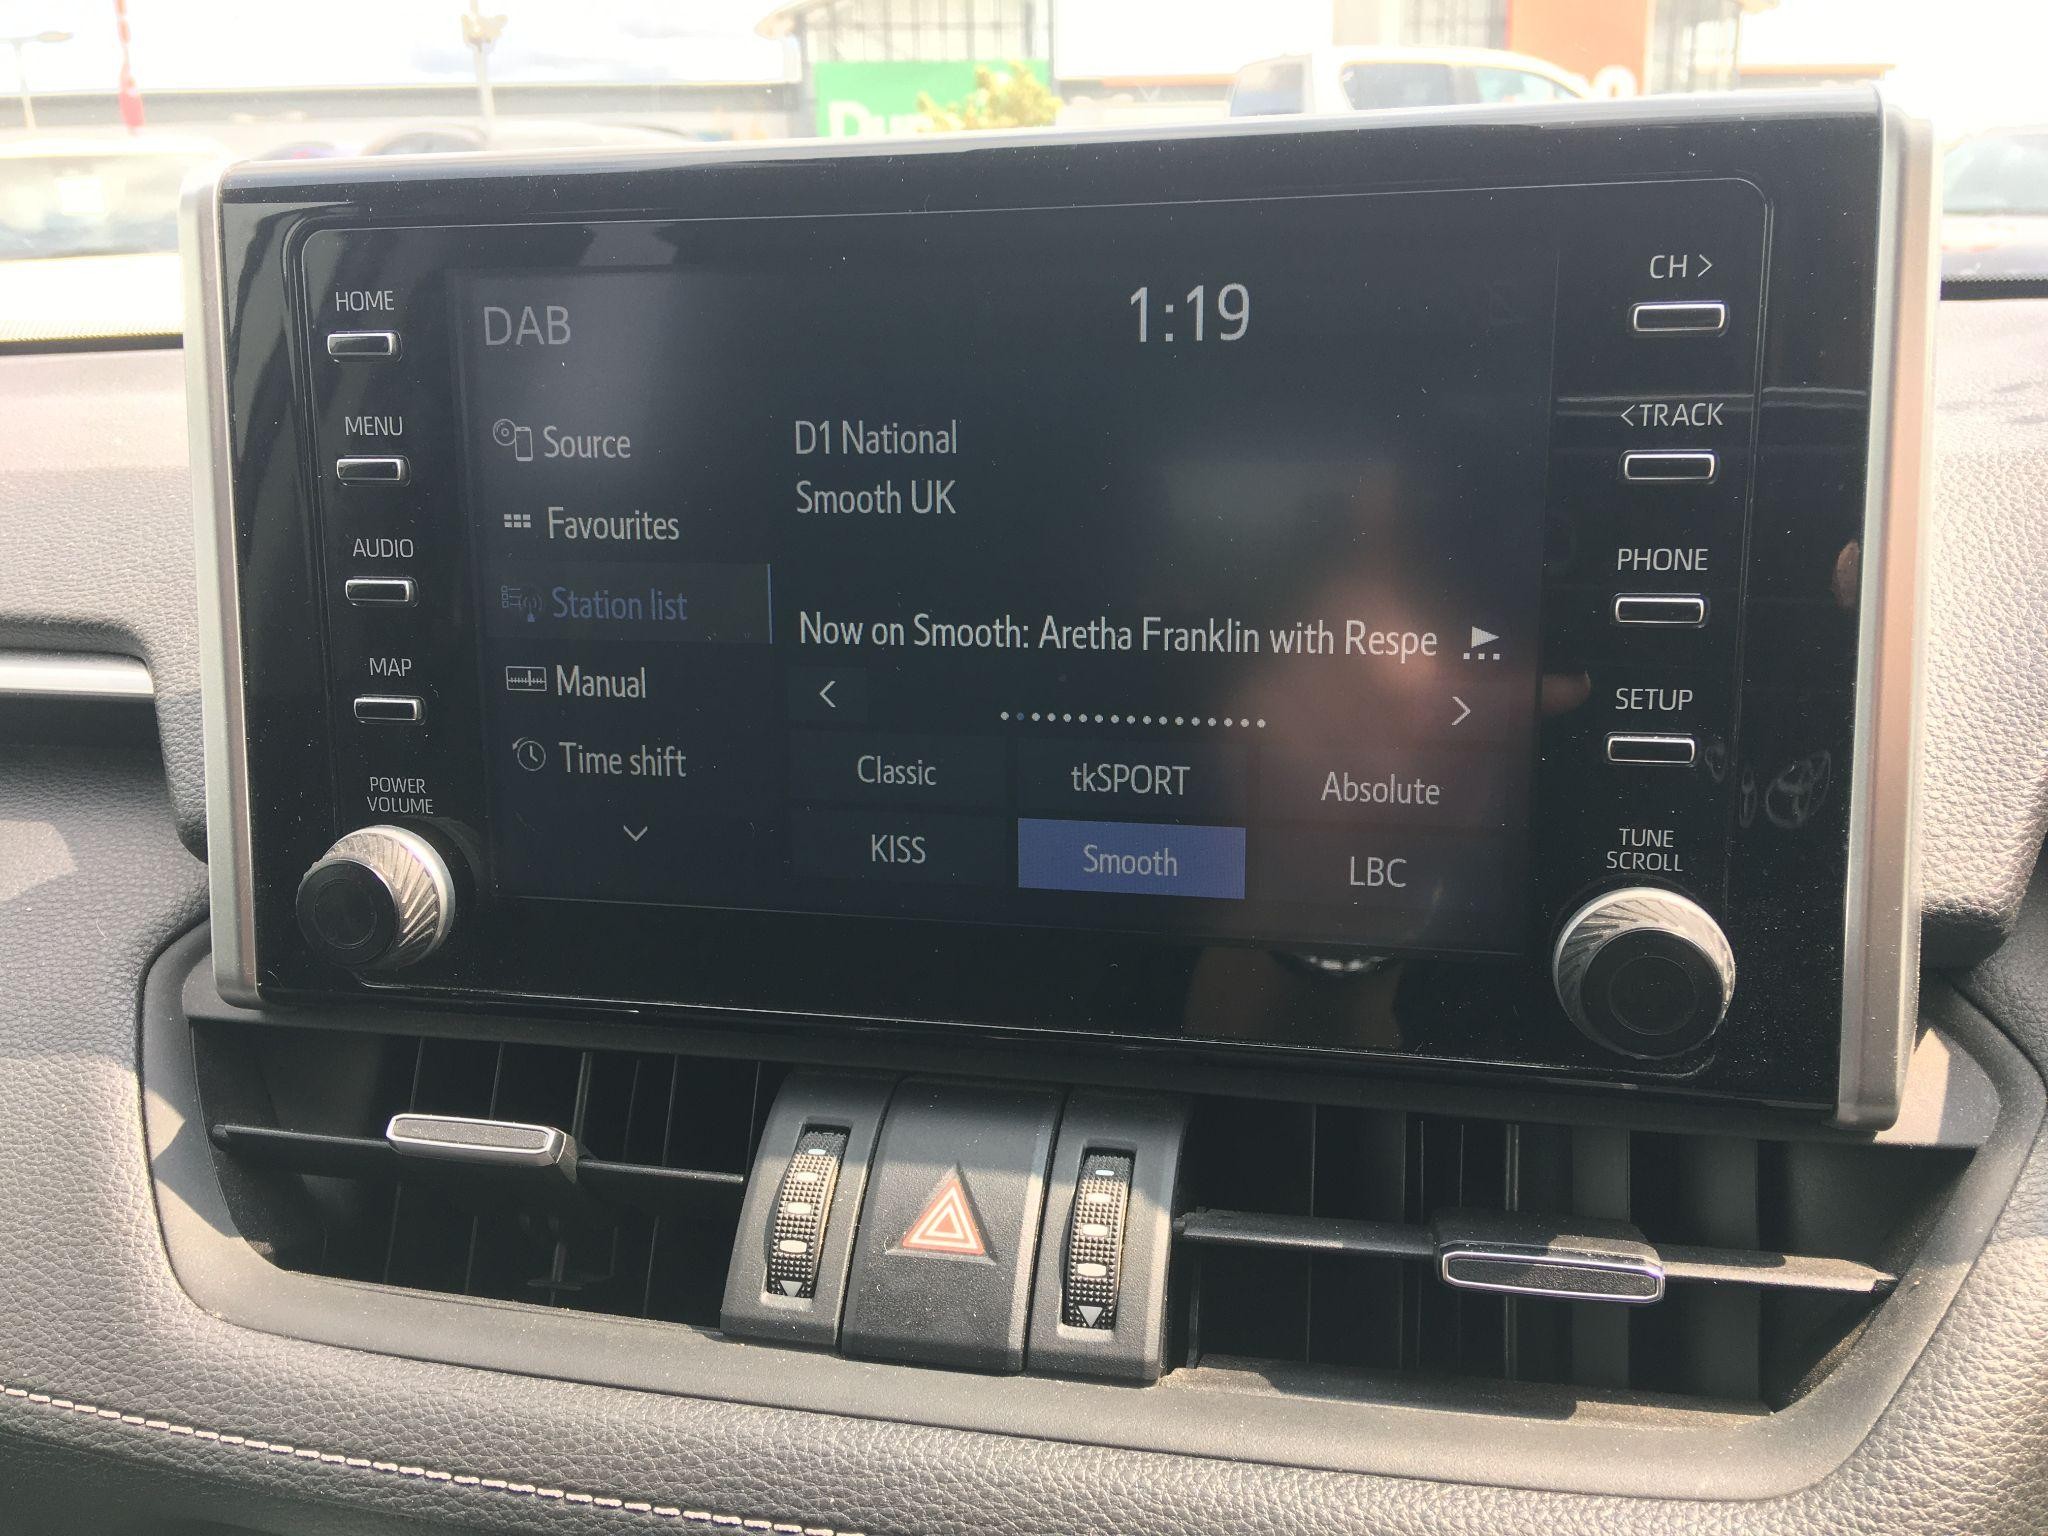 HOME
MENU
AUDIO
MAP
POWER
VOLUME
DAB
1:19
Source
Favourites
Station list
Manual
Time shift
D1 National
Smooth UK
Now on Smooth: Aretha Franklin with Respe
Classic
tkSPORT
Absolute
KISS
Smooth
LBC
CH >
< TRACK
PHONE
SETUP
TUNE
SCROLL